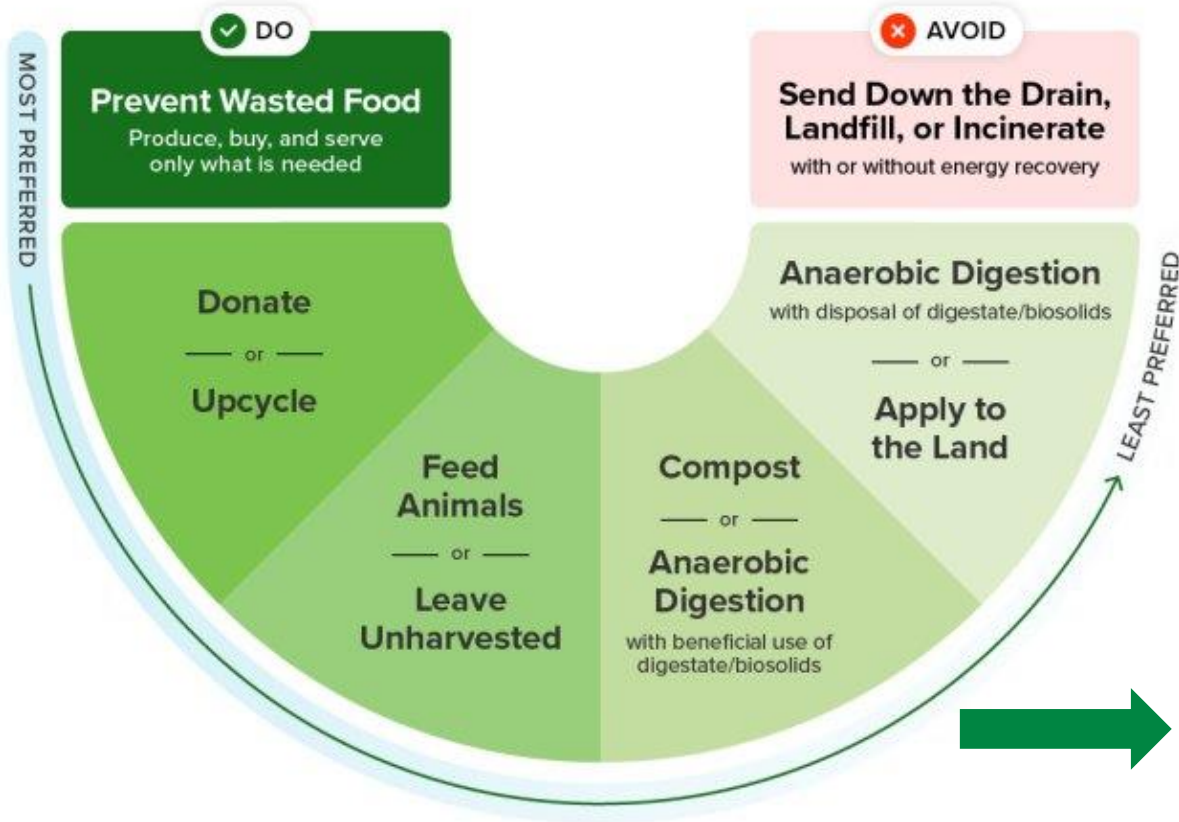 DO
Prevent Wasted Food
Produce, buy, and serve
only what is needed
AVOID
Send Down the Drain,
Landfill, or Incinerate
with or without energy recovery
MOST PREFERRED
Donate
or
Upcycle
Feed
Animals
or
Leave
Unharvested
Compost
or
Anaerobic
Digestion
with beneficial use of
digestate/biosolids
Anaerobic Digestion
with disposal of digestate/biosolids
or
Apply to
the Land
LEAST PREFERRED